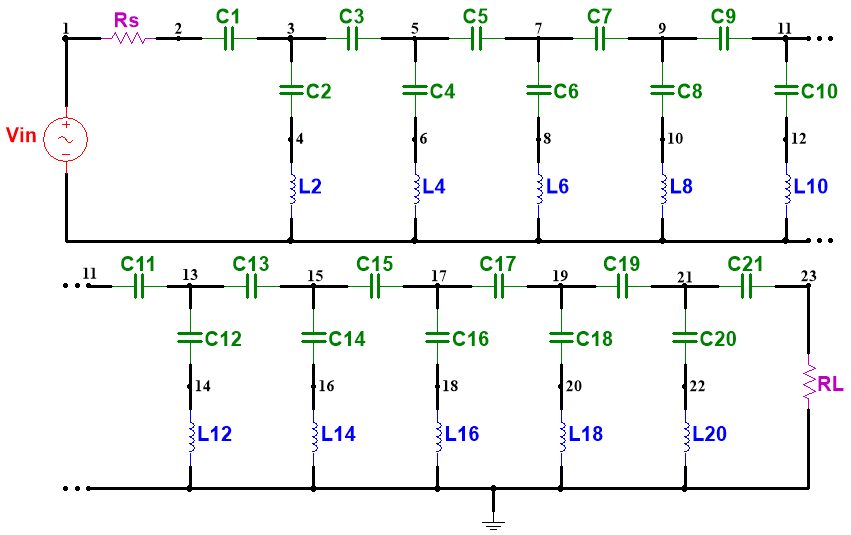 Rs C1 C3 C5 C7 C9
1 2 3 5 7 9 11
C2 C4 C6 C8 C10
Vin + − 4 6 8 10 12
L2 L4 L6 L8 L10
C11 C13 C15 C17 C19 C21
11 13 15 17 19 21 23
C12 C14 C16 C18 C20
14 16 18 20 22 RL
L12 L14 L16 L18 L20